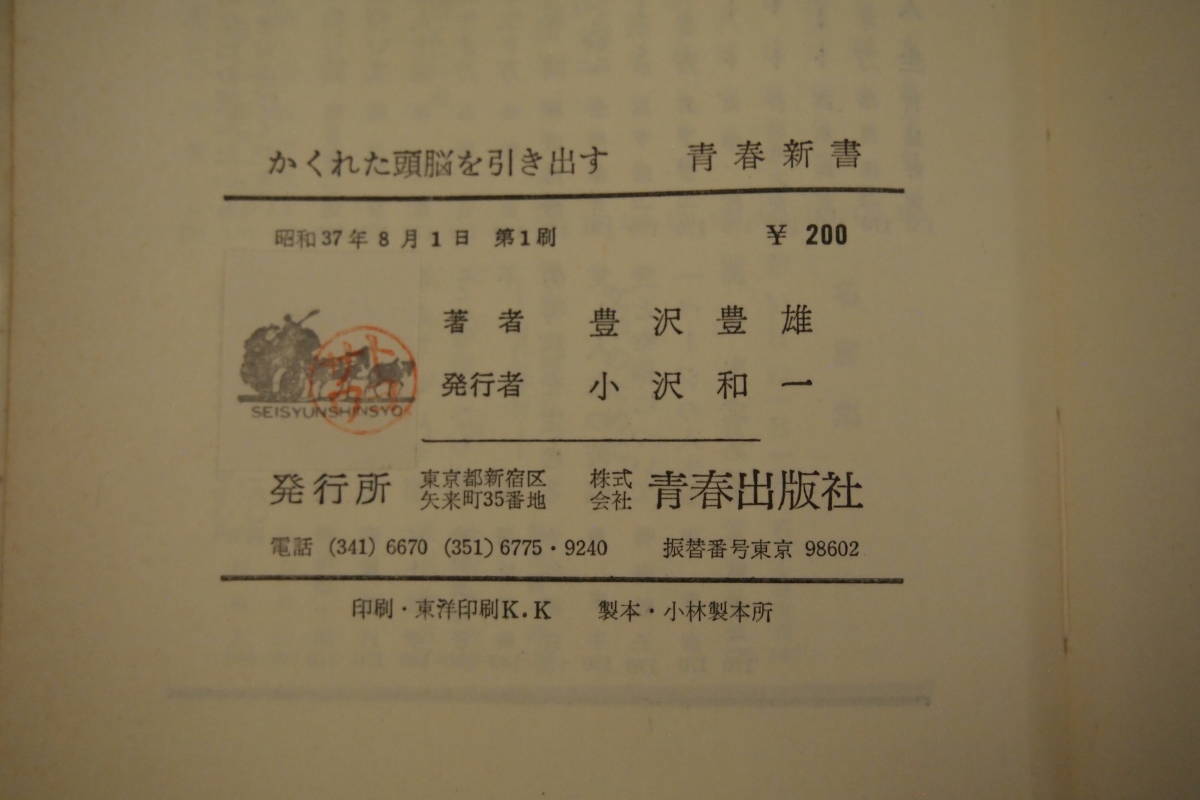 かくれた頭脳を引き出す 青春新書
昭和37年8月1日 第1刷 ¥ 200
著者 豊沢豊雄
発行者 小沢和一
SEISYUNSHINSYO
発行所 東京都新宿区矢来町35番地 株式会社 青春出版社
電話 (341) 6670 (351) 6775・9240 振替番号東京 98602
印刷・東洋印刷K.K 製本・小林製本所